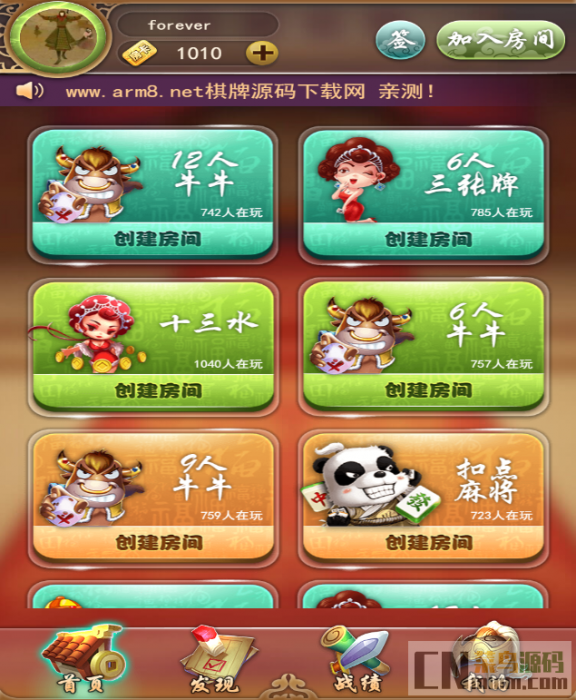 forever
房卡
1010
签
加入房间
www.arm8.net棋牌源码下载网 亲测!
12人
牛牛
742人在玩
创建房间
6人
三张牌
785人在玩
创建房间
十三水
1040人在玩
创建房间
6人
牛牛
757人在玩
创建房间
9人
牛牛
759人在玩
创建房间
中
發
扣点
麻将
723人在玩
创建房间
首页
发现
战绩
我的